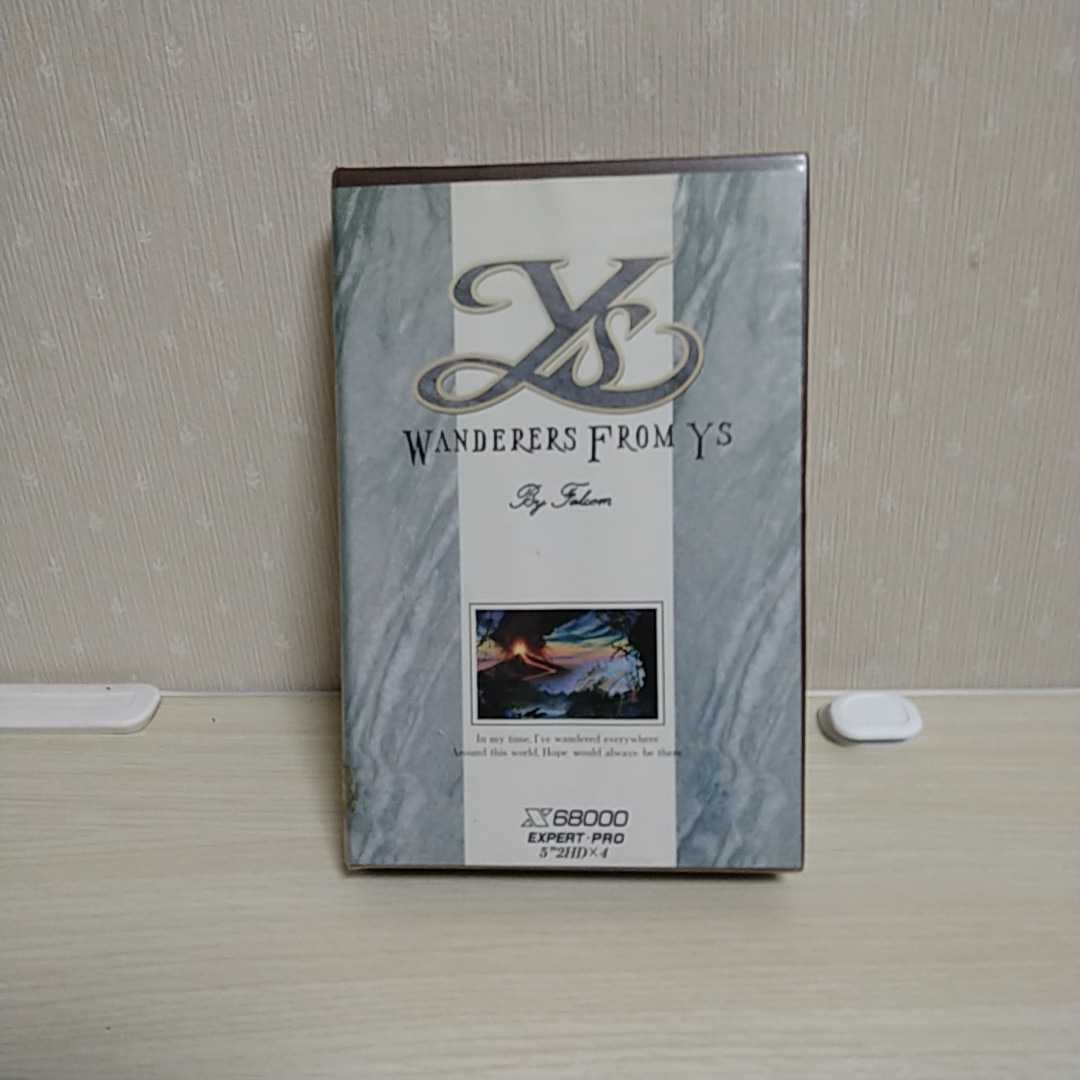 Ys
WANDERERS FROM YS
By Falcom
In my time, I've wandered everywhere
Around this world, Hope would always be there
X68000
EXPERT·PRO
5"2HD×4